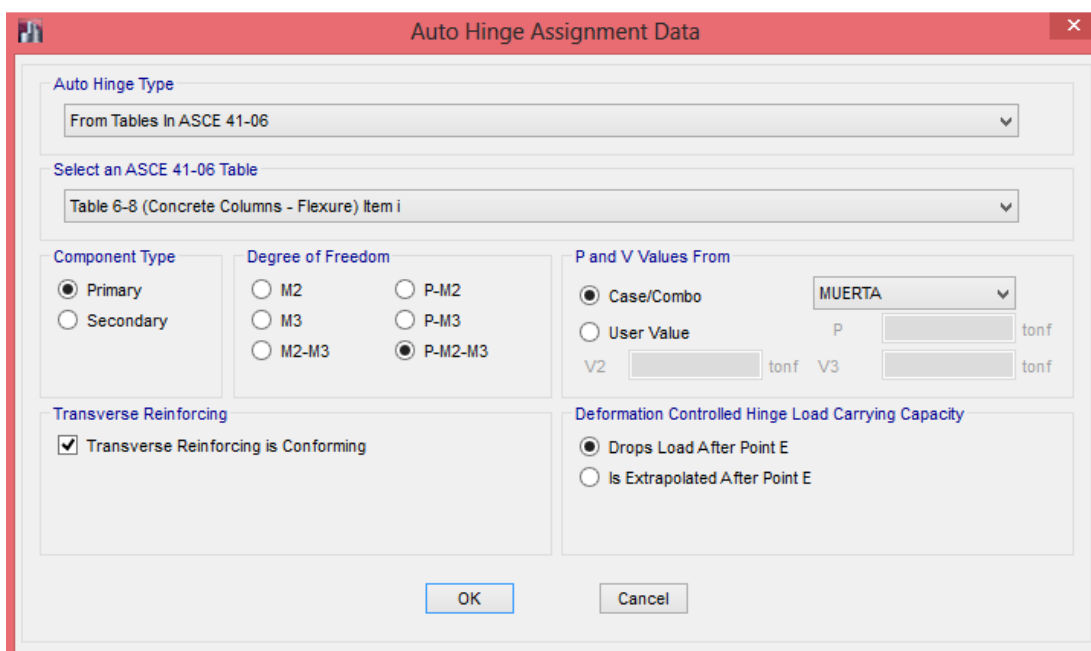 Auto Hinge Assignment Data
Auto Hinge Type
From Tables In ASCE 41-06
Select an ASCE 41-06 Table
Table 6-8 (Concrete Columns - Flexure) Item i
Component Type
Primary
Secondary
Degree of Freedom
M2 P-M2
M3 P-M3
M2-M3 P-M2-M3
P and V Values From
Case/Combo MUERTA
User Value P tonf
V2 tonf V3 tonf
Transverse Reinforcing
Transverse Reinforcing is Conforming
Deformation Controlled Hinge Load Carrying Capacity
Drops Load After Point E
Is Extrapolated After Point E
OK Cancel